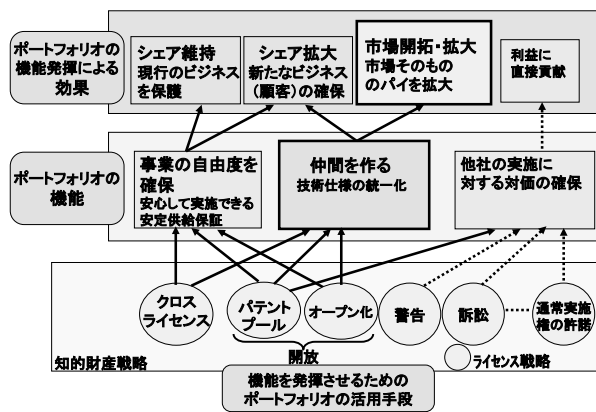 ポートフォリオの
機能発揮による
効果
シェア維持
現行のビジネス
を保護
シェア拡大
新たなビジネス
(顧客)の確保
市場開拓・拡大
市場そのもの
のパイを拡大
利益に
直接貢献
ポートフォリオの
機能
事業の自由度を
確保
安心して実施できる
安定供給保証
仲間を作る
技術仕様の統一化
他社の実施に
対する対価の確保
クロス
ライセンス
パテント
プール
オープン化
警告
訴訟
通常実施
権の許諾
開放
知的財産戦略
ライセンス戦略
機能を発揮させるための
ポートフォリオの活用手段